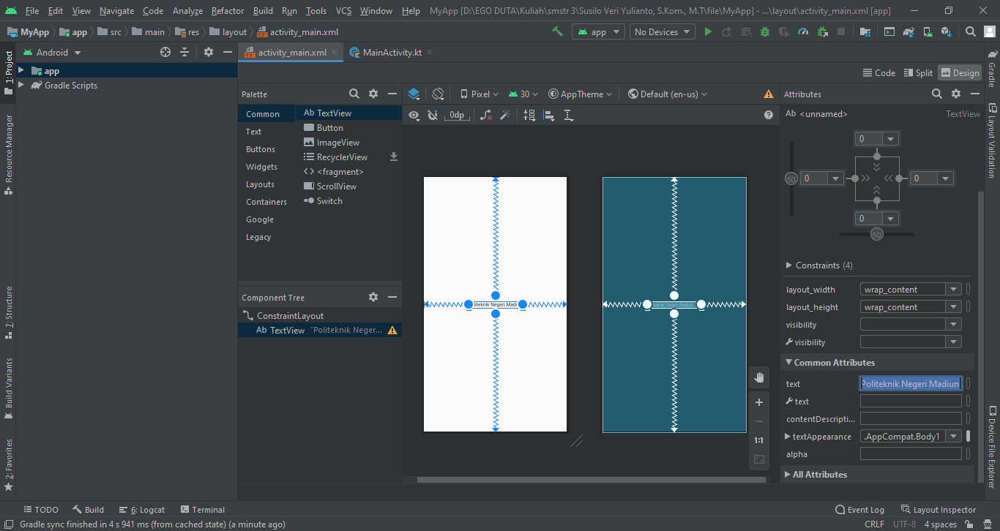 File Edit View Navigate Code Analyze Refactor Build Run Tools VCS Window Help MyApp [D:\EGO DUTA\Kuliah\smstr 3\Susilo Veri Yulianto, S.Kom., M.T\file\MyApp] - ...\layout\activity_main.xml [app]
MyApp app src main res layout activity_main.xml app No Devices
Android activity_main.xml MainActivity.kt
1: Project
Resource Manager
7: Structure
Build Variants
2: Favorites
app
Gradle Scripts
Code Split Design
Palette
Common
Text
Buttons
Widgets
Layouts
Containers
Google
Legacy
Ab TextView
Button
ImageView
RecyclerView
<fragment>
ScrollView
Switch
Component Tree
ConstraintLayout
Ab TextView "Politeknik Neger...
Pixel 30 AppTheme Default (en-us)
0dp
liteknik Negeri Madi
teknik Negeri Madiun
1:1
Attributes
Ab <unnamed> TextView
0
50 0 0
0
50
Constraints (4)
layout_width wrap_content
layout_height wrap_content
visibility
visibility
Common Attributes
text Politeknik Negeri Madiun
text
contentDescripti...
textAppearance .AppCompat.Body1
alpha
All Attributes
Gradle
Layout Validation
Device File Explorer
TODO Build 6: Logcat Terminal Event Log Layout Inspector
Gradle sync finished in 4 s 941 ms (from cached state) (a minute ago) CRLF UTF-8 4 spaces